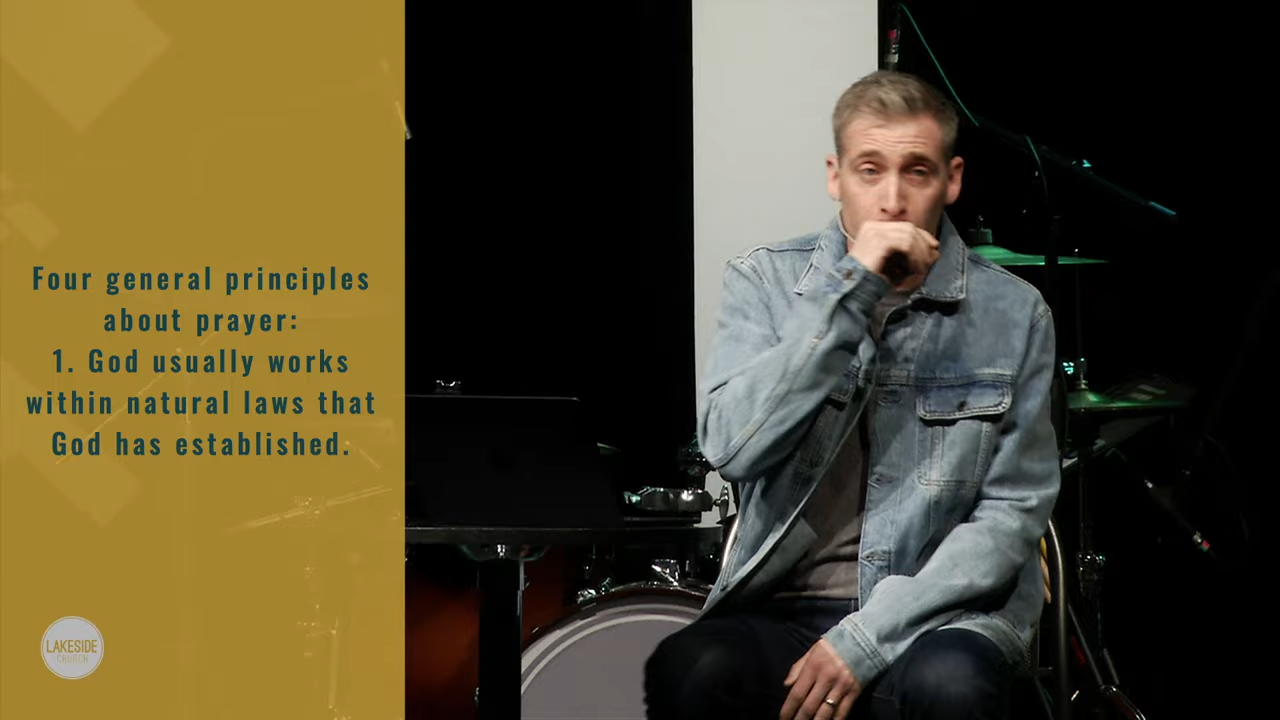 Four general principles
about prayer:
1. God usually works
within natural laws that
God has established.
LAKESIDE
CHURCH